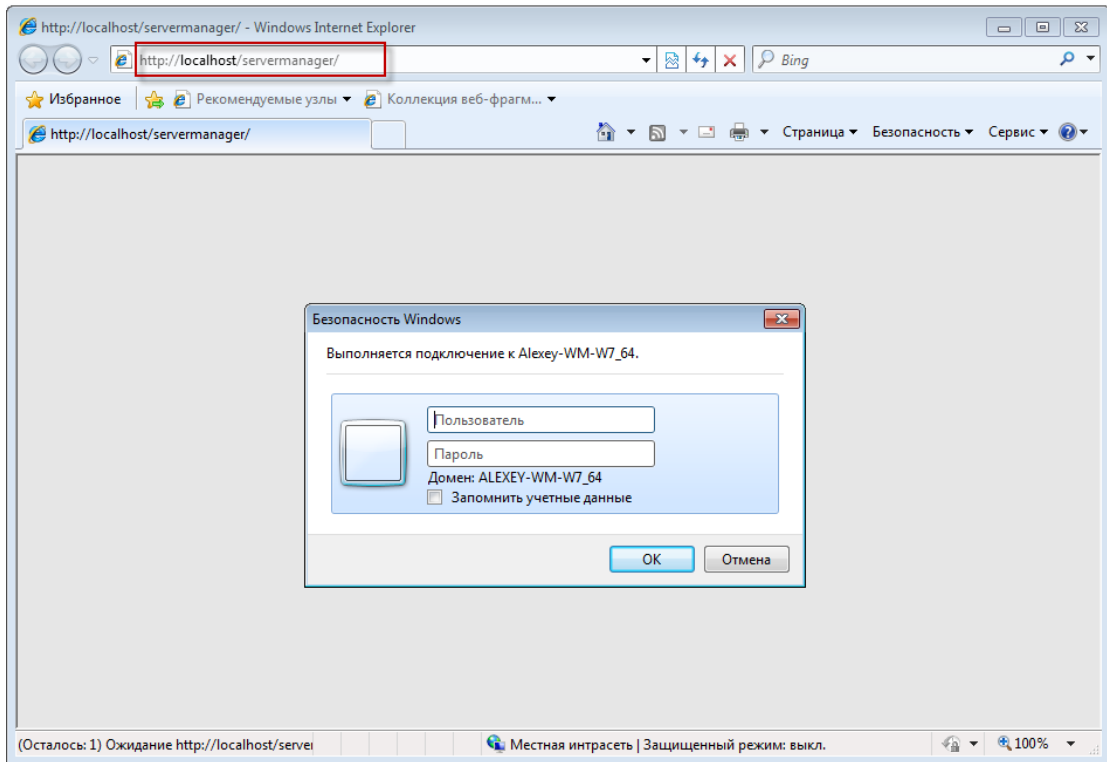 http://localhost/servermanager/ - Windows Internet Explorer
http://localhost/servermanager/ Bing
Избранное Рекомендуемые узлы Коллекция веб-фрагм...
http://localhost/servermanager/ Страница Безопасность Сервис
Безопасность Windows
Выполняется подключение к Alexey-WM-W7_64.
Пользователь
Пароль
Домен: ALEXEY-WM-W7_64
Запомнить учетные данные
OK Отмена
(Осталось: 1) Ожидание http://localhost/server Местная интрасеть | Защищенный режим: выкл. 100%